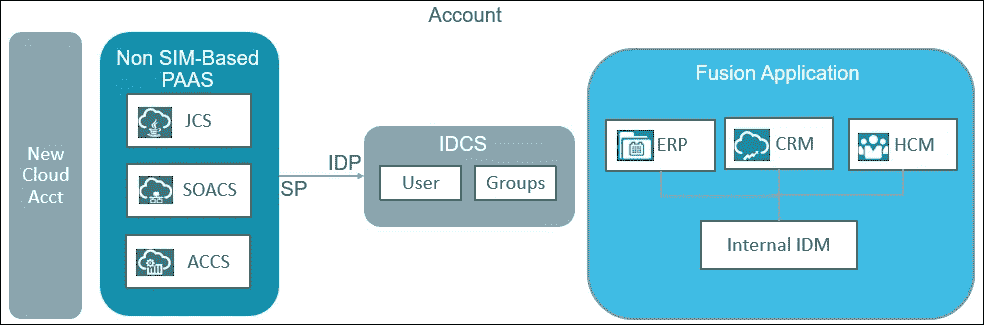 Account
New
Cloud
Acct
Non SIM-Based
PAAS
JCS
SOACS
ACCS
IDP
SP
IDCS
User
Groups
Fusion Application
ERP
CRM
HCM
Internal IDM